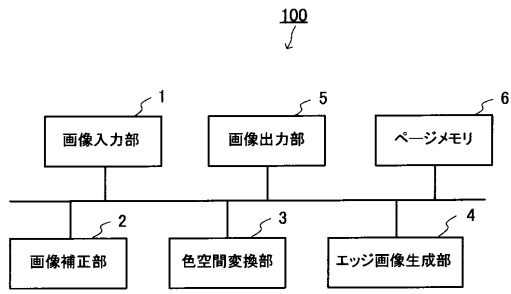 100
1
画像入力部
5
画像出力部
6
ページメモリ
2
画像補正部
3
色空間変換部
4
エッジ画像生成部